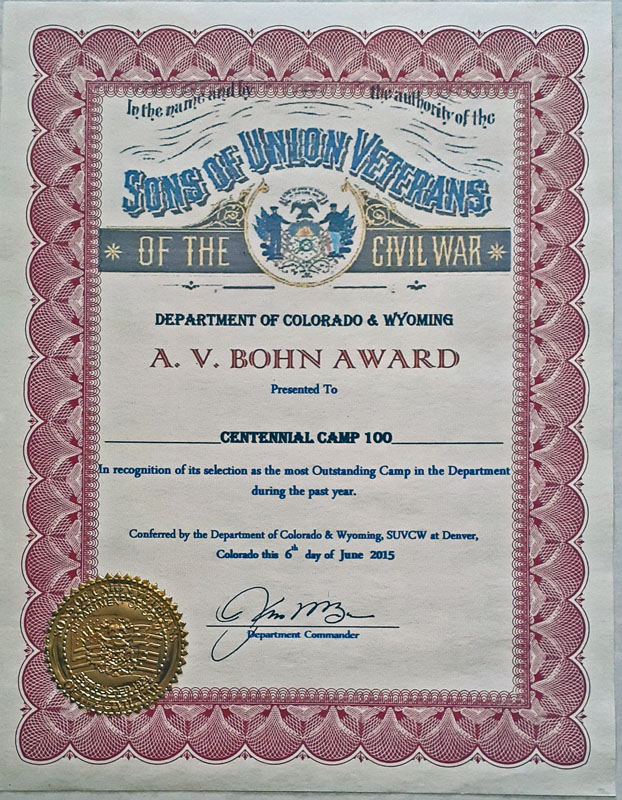 In the name and by the authority of the
SONS OF UNION VETERANS
OF THE CIVIL WAR
DEPARTMENT OF COLORADO & WYOMING
A. V. BOHN AWARD
Presented To
CENTENNIAL CAMP 100
In recognition of its selection as the most Outstanding Camp in the Department
during the past year.
Conferred by the Department of Colorado & Wyoming, SUVCW at Denver,
Colorado this 6th day of June 2015
Department Commander